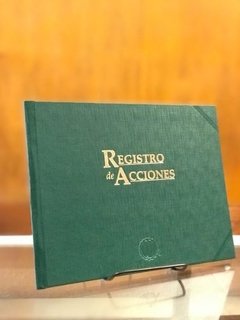 REGISTRO
de ACCIONES